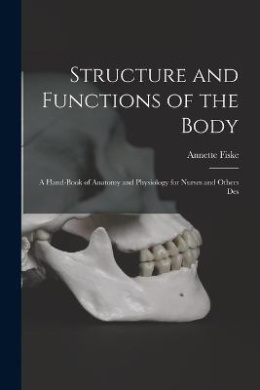 Structure and
Functions of the
Body
Annette Fiske
A Hand-Book of Anatomy and Physiology for Nurses and Others
Des